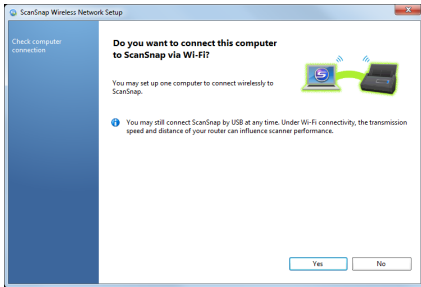 ScanSnap Wireless Network Setup
Check computer
connection
Do you want to connect this computer
to ScanSnap via Wi-Fi?
You may set up one computer to connect wirelessly to
ScanSnap.
You may still connect ScanSnap by USB at any time. Under Wi-Fi connectivity, the transmission
speed and distance of your router can influence scanner performance.
Yes
No